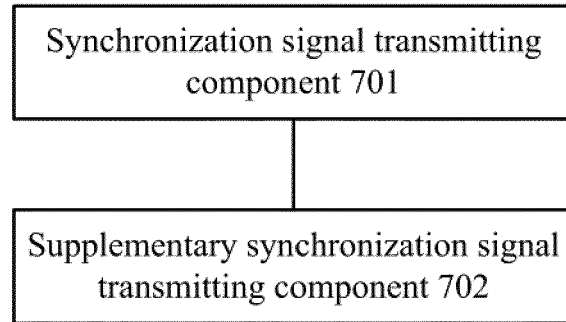 Synchronization signal transmitting
component 701
Supplementary synchronization signal
transmitting component 702